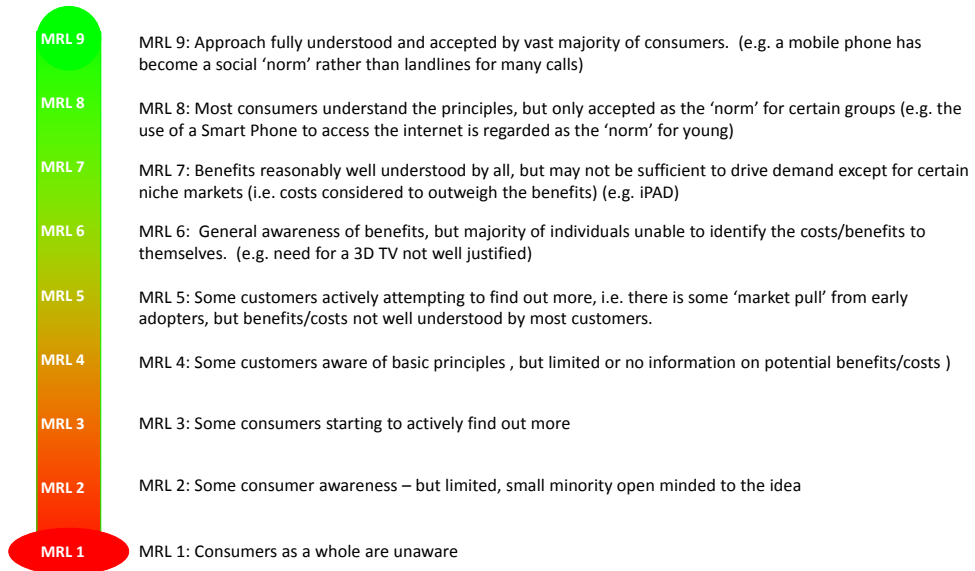 MRL 9
MRL 9: Approach fully understood and accepted by vast majority of consumers.  (e.g. a mobile phone has
become a social ‘norm’ rather than landlines for many calls)
MRL 8
MRL 8: Most consumers understand the principles, but only accepted as the ‘norm’ for certain groups (e.g. the
use of a Smart Phone to access the internet is regarded as the ‘norm’ for young)
MRL 7
MRL 7: Benefits reasonably well understood by all, but may not be sufficient to drive demand except for certain
niche markets (i.e. costs considered to outweigh the benefits) (e.g. iPAD)
MRL 6
MRL 6:  General awareness of benefits, but majority of individuals unable to identify the costs/benefits to
themselves.  (e.g. need for a 3D TV not well justified)
MRL 5
MRL 5: Some customers actively attempting to find out more, i.e. there is some ‘market pull’ from early
adopters, but benefits/costs not well understood by most customers.
MRL 4
MRL 4: Some customers aware of basic principles , but limited or no information on potential benefits/costs )
MRL 3
MRL 3: Some consumers starting to actively find out more
MRL 2
MRL 2: Some consumer awareness – but limited, small minority open minded to the idea
MRL 1
MRL 1: Consumers as a whole are unaware